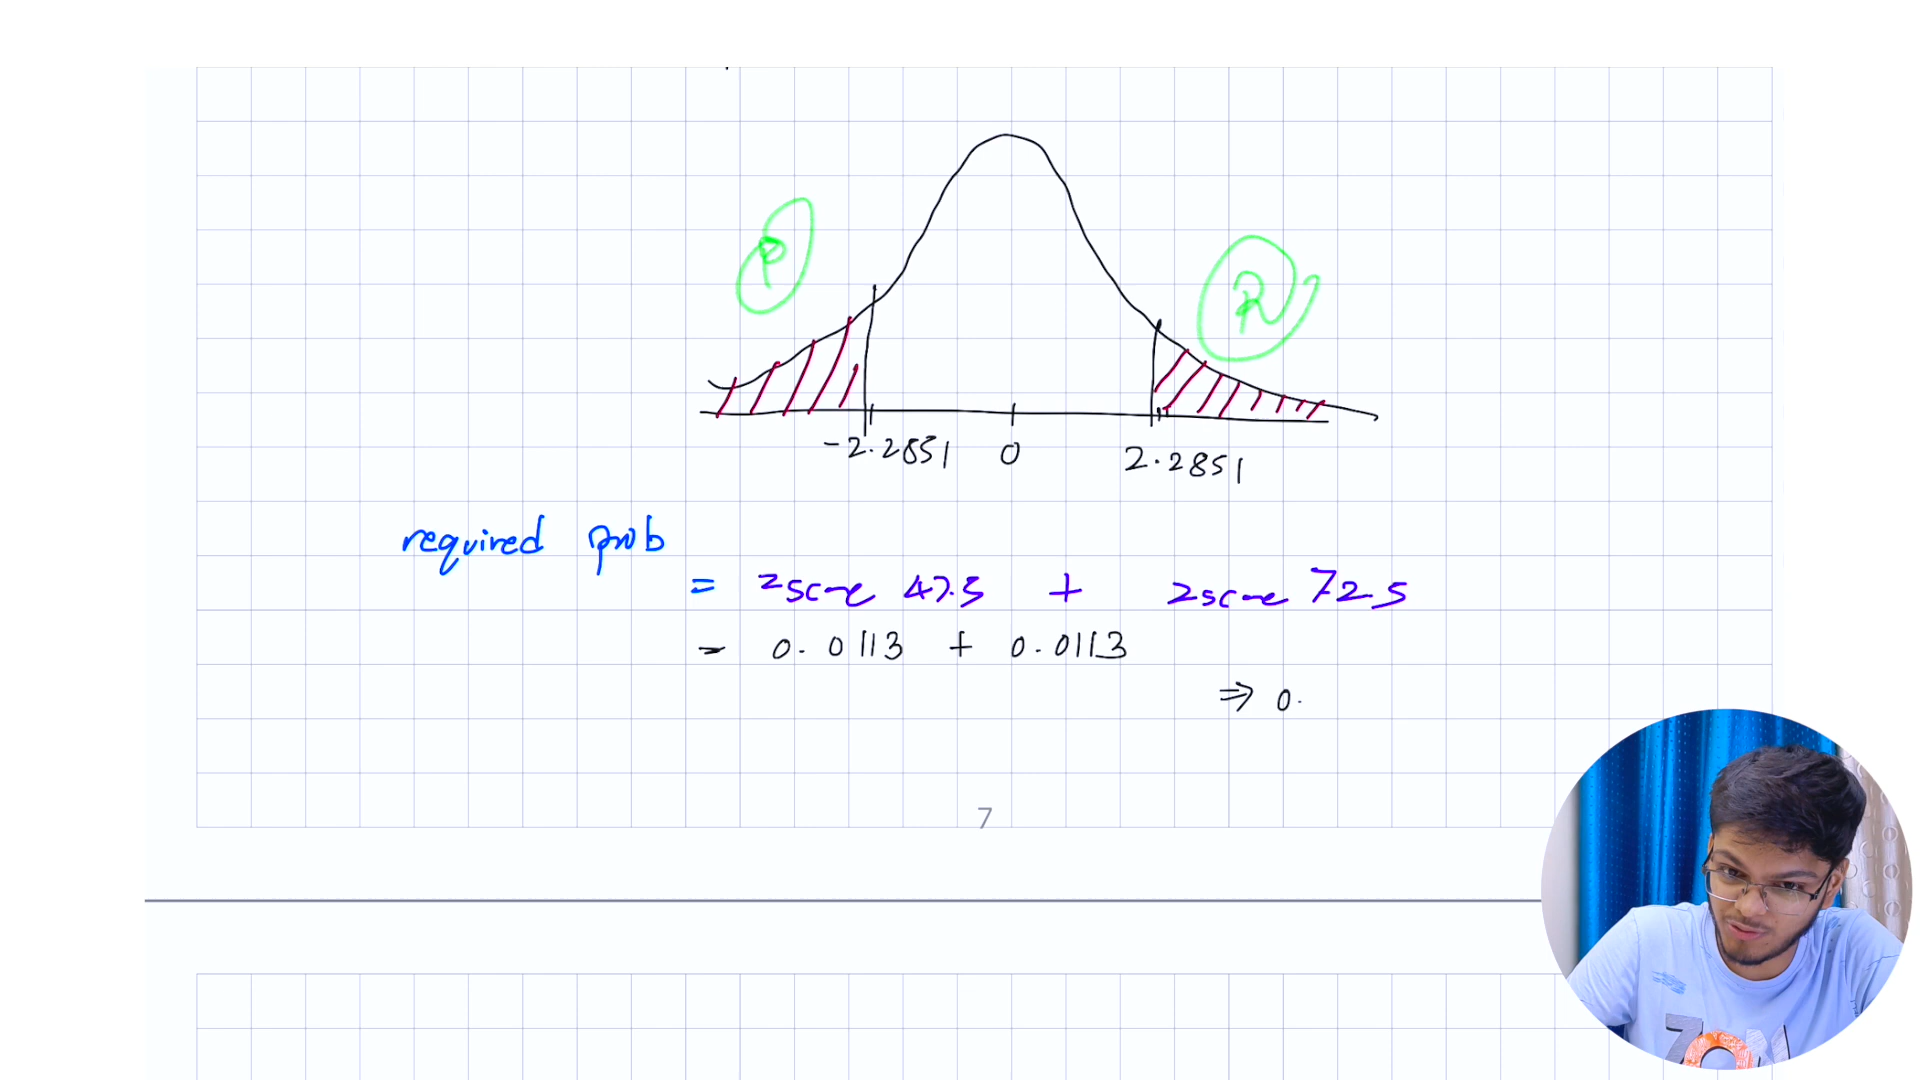 P
R
-2.2851 0 2.2851
required prob
= zscore 47.5 + zscore 72.5
= 0.0113 + 0.0113
⇒ 0.
7